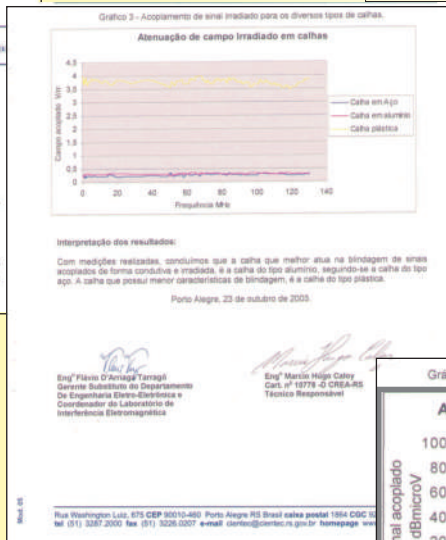 Gráfico 3 - Acoplamento de sinal irradiado para os diversos tipos de calhas.
Atenuação de campo Irradiado em calhas
Campo acoplado V/m
4,5
4
3,5
3
2,5
2
1,5
1
0,5
0
0 20 40 60 80 100 120 140
Frequência MHz
Calha em Aço
Calha em alumínio
Calha plástica
Interpretação dos resultados:
Com medições realizadas, concluímos que a calha que melhor atua na blindagem de sinais
acoplados de forma condutiva e irradiada, é a calha do tipo alumínio, seguindo-se a calha do tipo
aço. A calha que possui menor características de blindagem, é a calha do tipo plástica.
Porto Alegre, 23 de outubro de 2003.
Engº Flávio D'Arriaga Tarragô
Gerente Substituto do Departamento
De Engenharia Eletro-Eletrônica e
Coordenador do Laboratório de
Interferência Eletromagnética
Engº Marcio Hugo Caloy
Cart. nº 10778 -D CREA-RS
Técnico Responsável
Mod. 05
Rua Washington Luiz, 675 CEP 90010-460 Porto Alegre RS Brasil caixa postal 1864 CGC 92
tel (51) 3287.2000 fax (51) 3226.0207 e-mail cientec@cientec.rs.gov.br homepage ww
Grá
A
nal acoplado
dBmicroV
100
80
60
40